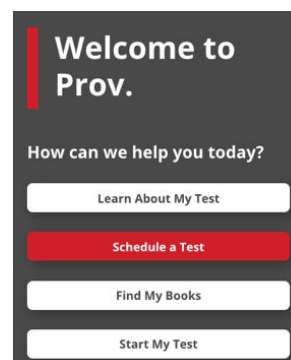 Welcome to
Prov.
How can we help you today?
Learn About My Test
Schedule a Test
Find My Books
Start My Test